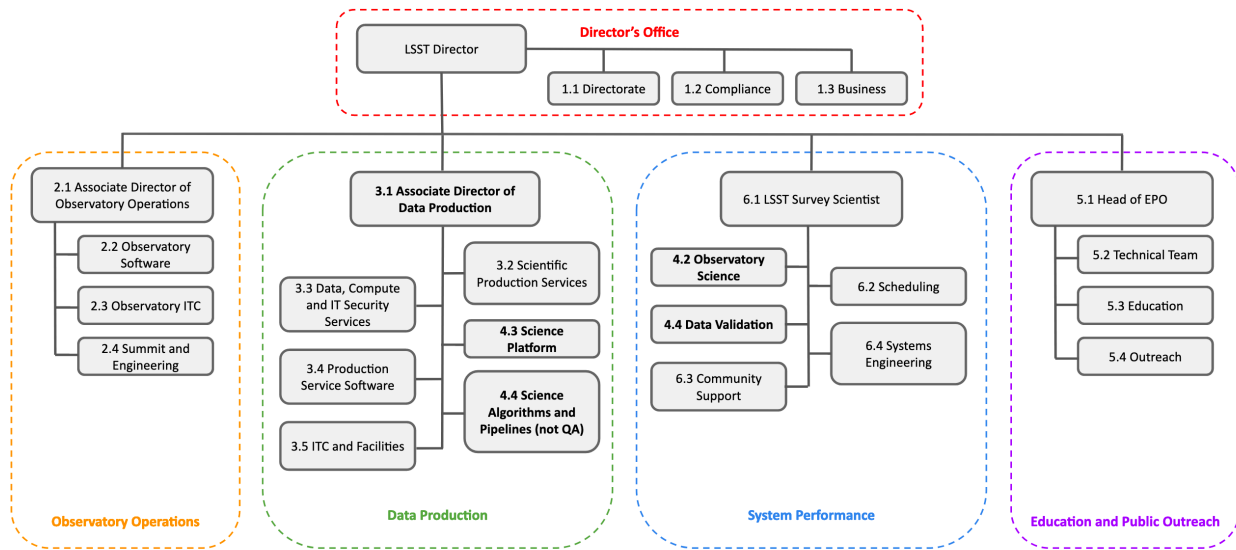 Director's Office
LSST Director
1.1 Directorate
1.2 Compliance
1.3 Business
2.1 Associate Director of
Observatory Operations
2.2 Observatory
Software
2.3 Observatory ITC
2.4 Summit and
Engineering
Observatory Operations
3.1 Associate Director of
Data Production
3.2 Scientific
Production Services
3.3 Data, Compute
and IT Security
Services
4.3 Science
Platform
3.4 Production
Service Software
4.4 Science
Algorithms and
Pipelines (not QA)
3.5 ITC and Facilities
Data Production
6.1 LSST Survey Scientist
4.2 Observatory
Science
6.2 Scheduling
4.4 Data Validation
6.4 Systems
Engineering
6.3 Community
Support
System Performance
5.1 Head of EPO
5.2 Technical Team
5.3 Education
5.4 Outreach
Education and Public Outreach